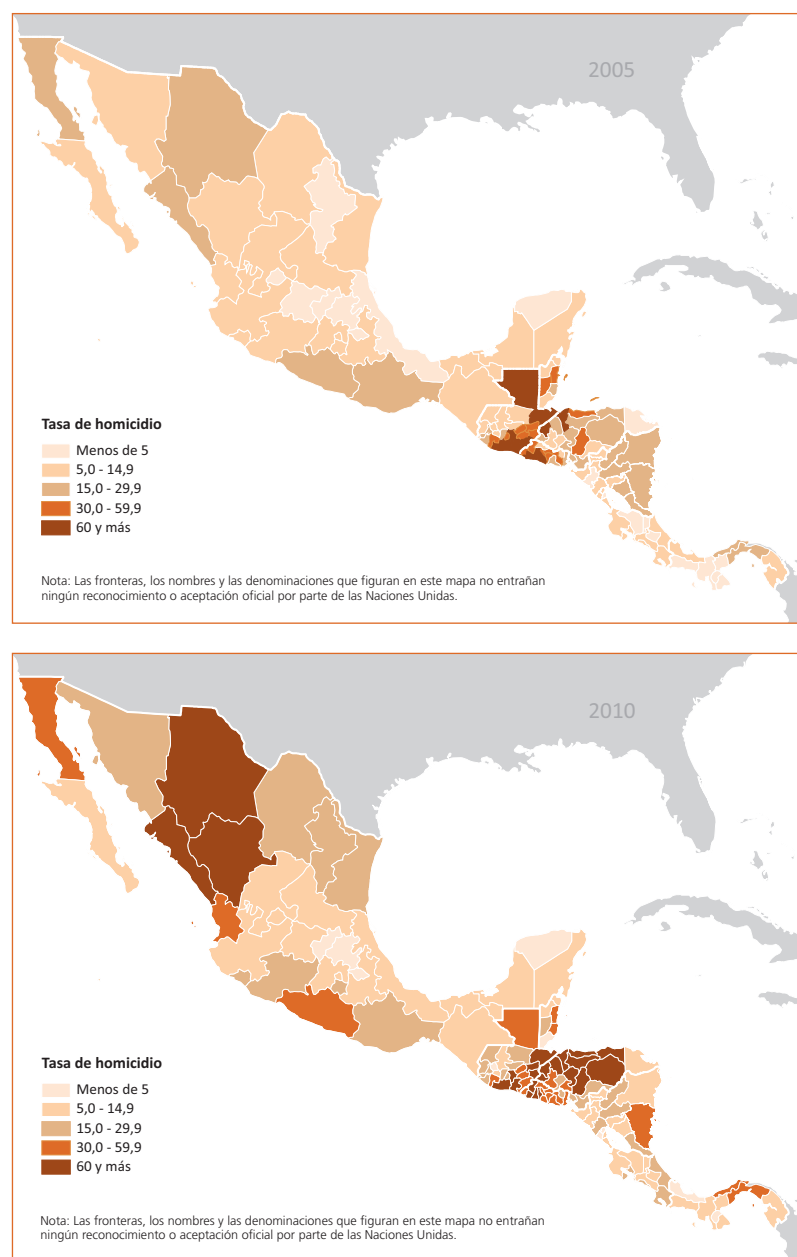 2005
Tasa de homicidio
Menos de 5
5,0 - 14,9
15,0 - 29,9
30,0 - 59,9
60 y más
Nota: Las fronteras, los nombres y las denominaciones que figuran en este mapa no entrañan
ningún reconocimiento o aceptación oficial por parte de las Naciones Unidas.
2010
Tasa de homicidio
Menos de 5
5,0 - 14,9
15,0 - 29,9
30,0 - 59,9
60 y más
Nota: Las fronteras, los nombres y las denominaciones que figuran en este mapa no entrañan
ningún reconocimiento o aceptación oficial por parte de las Naciones Unidas.